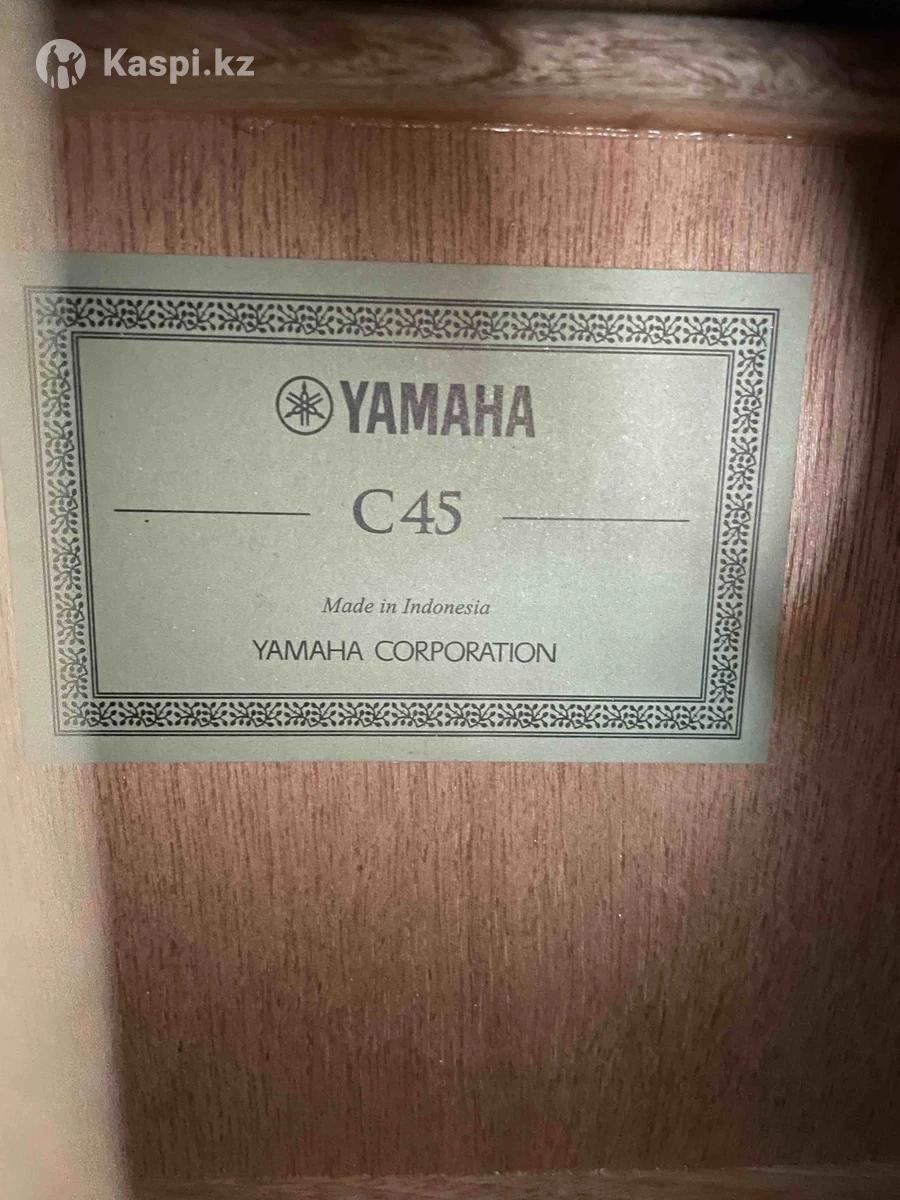 Kaspi.kz
YAMAHA
C45
Made in Indonesia
YAMAHA CORPORATION